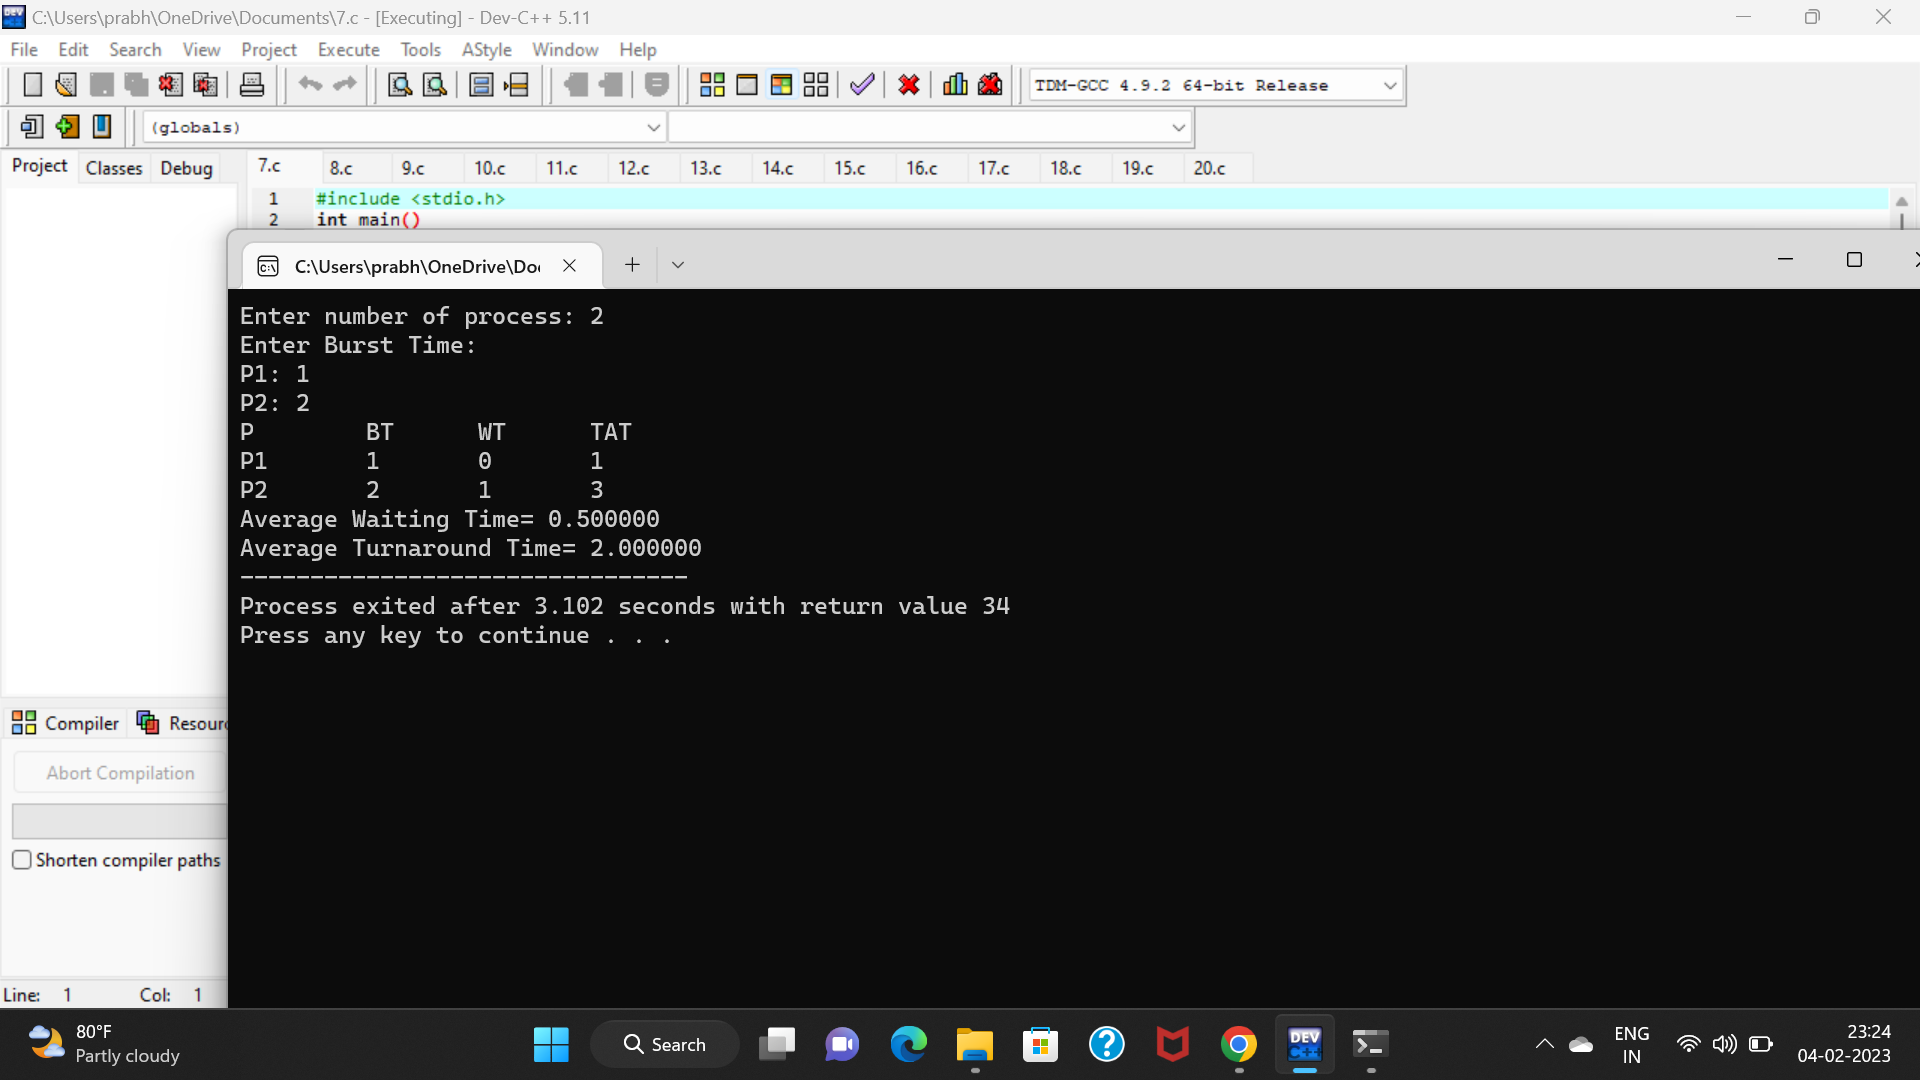 C:\Users\prabh\OneDrive\Documents\7.c - [Executing] - Dev-C++ 5.11
File Edit Search View Project Execute Tools AStyle Window Help
TDM-GCC 4.9.2 64-bit Release
(globals)
Project Classes Debug 7.c 8.c 9.c 10.c 11.c 12.c 13.c 14.c 15.c 16.c 17.c 18.c 19.c 20.c
1 #include <stdio.h>
2 int main()
C:\Users\prabh\OneDrive\Do
Enter number of process: 2
Enter Burst Time:
P1: 1
P2: 2
P BT WT TAT
P1 1 0 1
P2 2 1 3
Average Waiting Time= 0.500000
Average Turnaround Time= 2.000000
--------------------------------
Process exited after 3.102 seconds with return value 34
Press any key to continue . . .
Compiler Resour
Abort Compilation
Shorten compiler paths
Line: 1 Col: 1
80°F
Partly cloudy
Search
DEV
C++
ENG
IN
23:24
04-02-2023